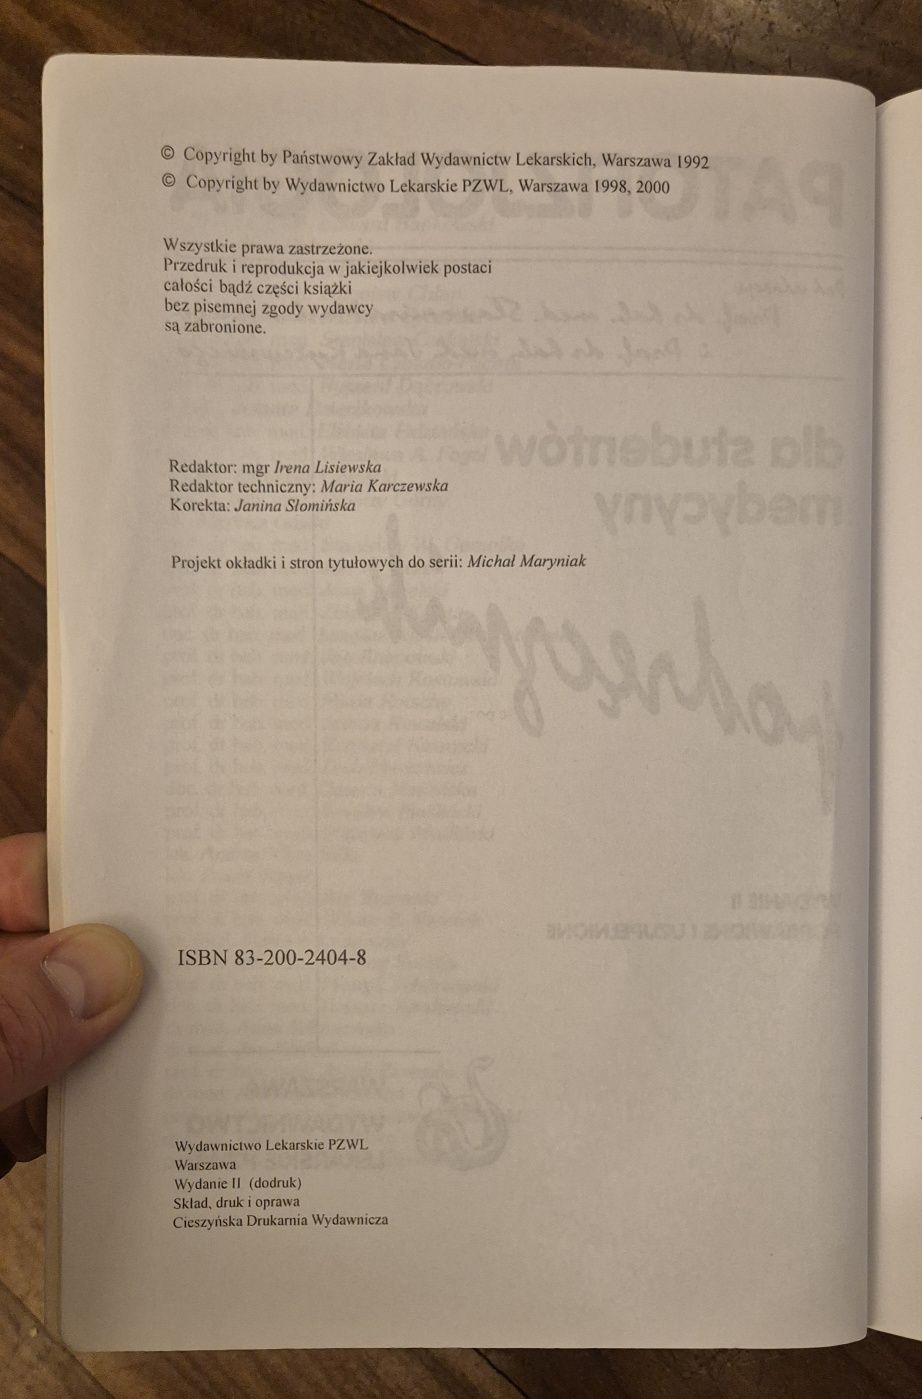 © Copyright by Państwowy Zakład Wydawnictw Lekarskich, Warszawa 1992
© Copyright by Wydawnictwo Lekarskie PZWL, Warszawa 1998, 2000
Wszystkie prawa zastrzeżone.
Przedruk i reprodukcja w jakiejkolwiek postaci
całości bądź części książki
bez pisemnej zgody wydawcy
są zabronione.
Redaktor: mgr Irena Lisiewska
Redaktor techniczny: Maria Karczewska
Korekta: Janina Słomińska
Projekt okładki i stron tytułowych do serii: Michał Maryniak
ISBN 83-200-2404-8
Wydawnictwo Lekarskie PZWL
Warszawa
Wydanie II (dodruk)
Skład, druk i oprawa
Cieszyńska Drukarnia Wydawnicza